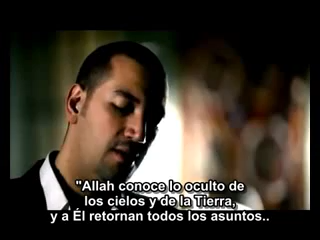 "Allah conoce lo oculto de
los cielos y de la Tierra,
y a Él retornan todos los asuntos..